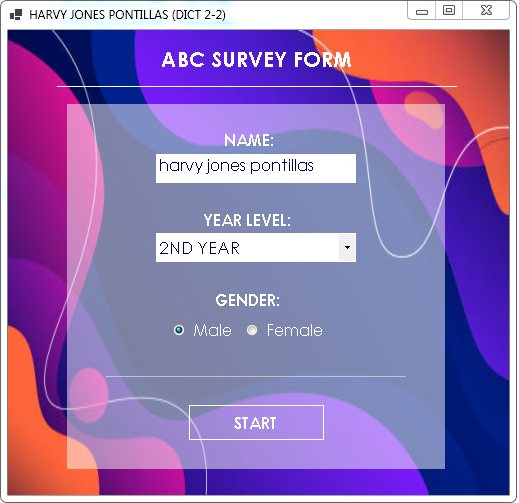 HARVY JONES PONTILLAS (DICT 2-2)
ABC SURVEY FORM
NAME:
harvy jones pontillas
YEAR LEVEL:
2ND YEAR
GENDER:
Male Female
START